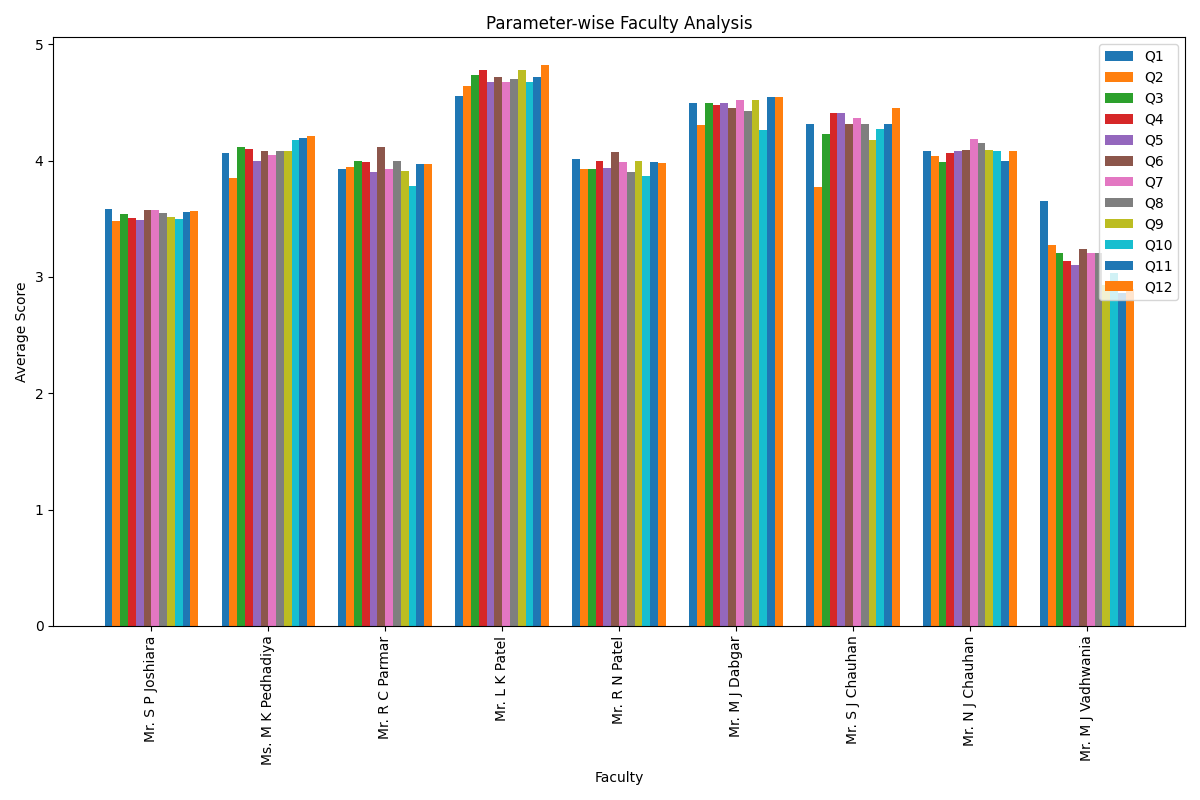 Parameter-wise Faculty Analysis
5
4
3
2
1
0
Average Score
Q1
Q2
Q3
Q4
Q5
Q6
Q7
Q8
Q9
Q10
Q11
Q12
Mr. S P Joshiara
Ms. M K Pedhadiya
Mr. R C Parmar
Mr. L K Patel
Mr. R N Patel
Mr. M J Dabgar
Mr. S J Chauhan
Mr. N J Chauhan
Mr. M J Vadhwania
Faculty